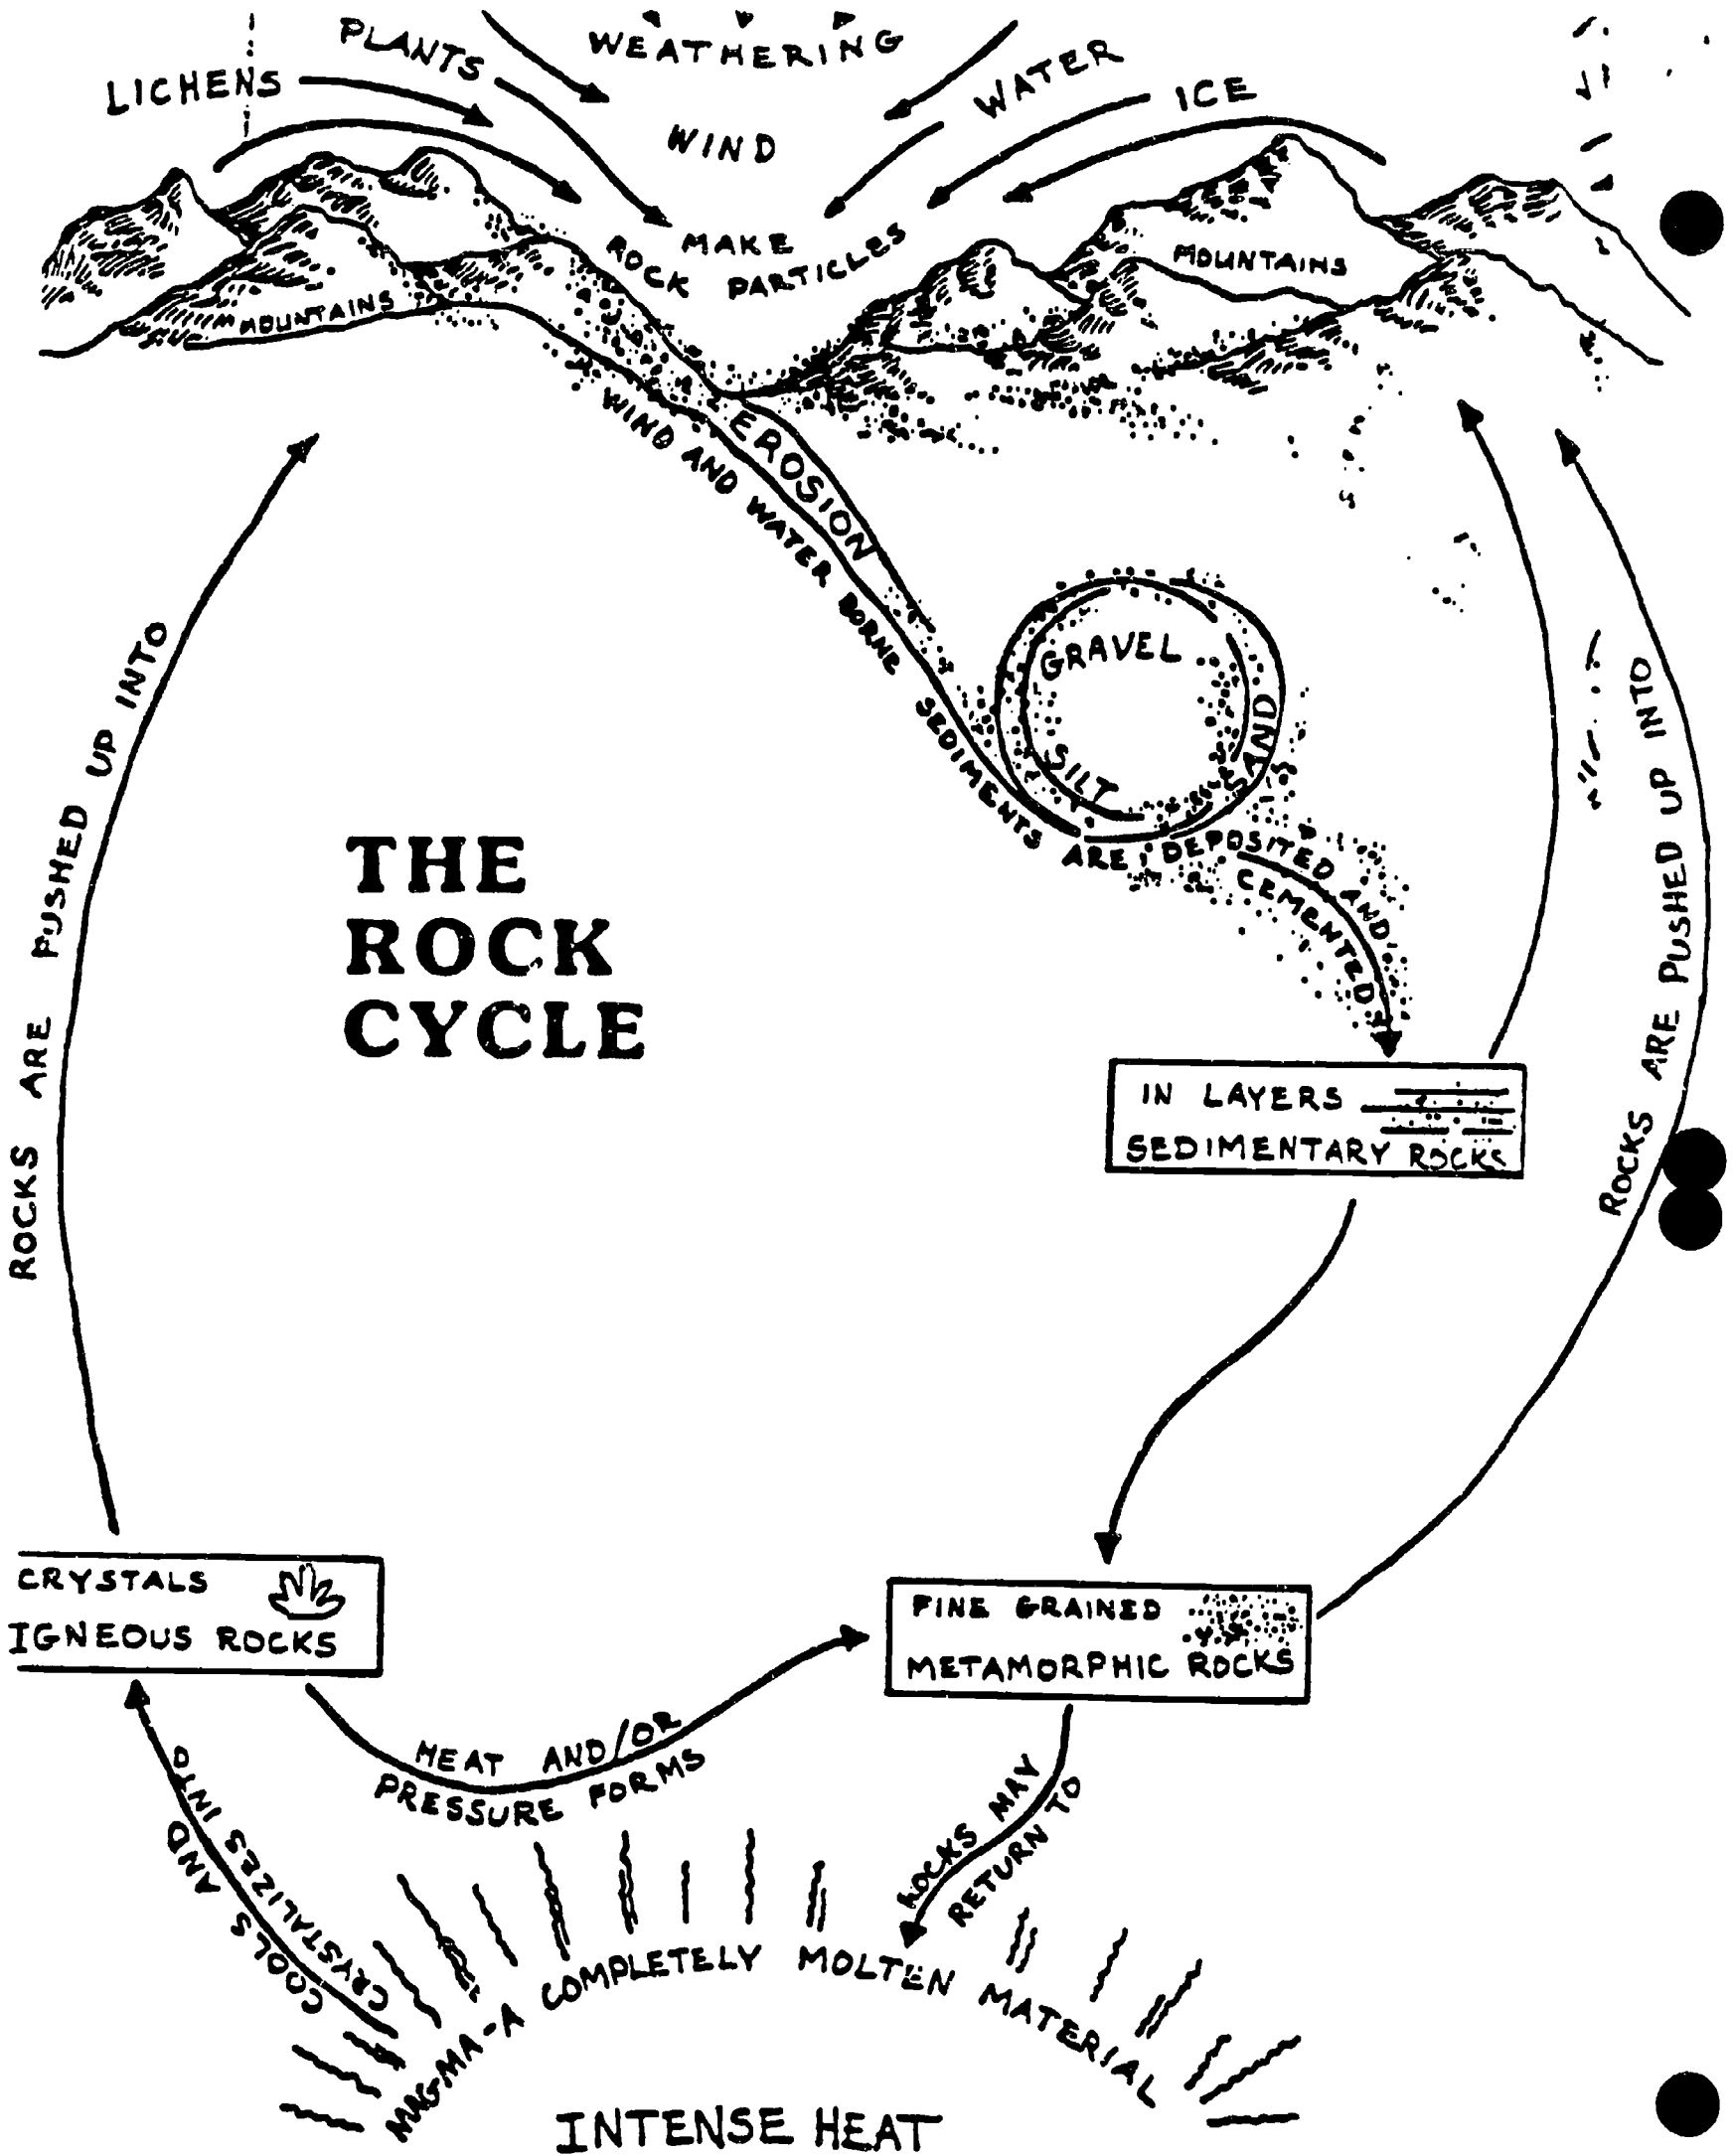 WEATHERING
PLANTS
LICHENS
WATER
ICE
WIND
MAKE
ROCK PARTICLES
MOUNTAINS
MOUNTAINS
EROSION
WIND AND WATER BORNE SEDIMENTS ARE DEPOSITED AND
CEMENTED
GRAVEL
SAND
SILT
ROCKS ARE PUSHED UP INTO
ROCKS ARE PUSHED UP INTO
THE
ROCK
CYCLE
IN LAYERS
SEDIMENTARY ROCKS
CRYSTALS
IGNEOUS ROCKS
FINE GRAINED
METAMORPHIC ROCKS
HEAT AND/OR
PRESSURE FORMS
ROCKS MAY
RETURN TO
COOLS AND
CRYSTALIZES INTO
MAGMA-A COMPLETELY MOLTEN MATERIAL
INTENSE HEAT